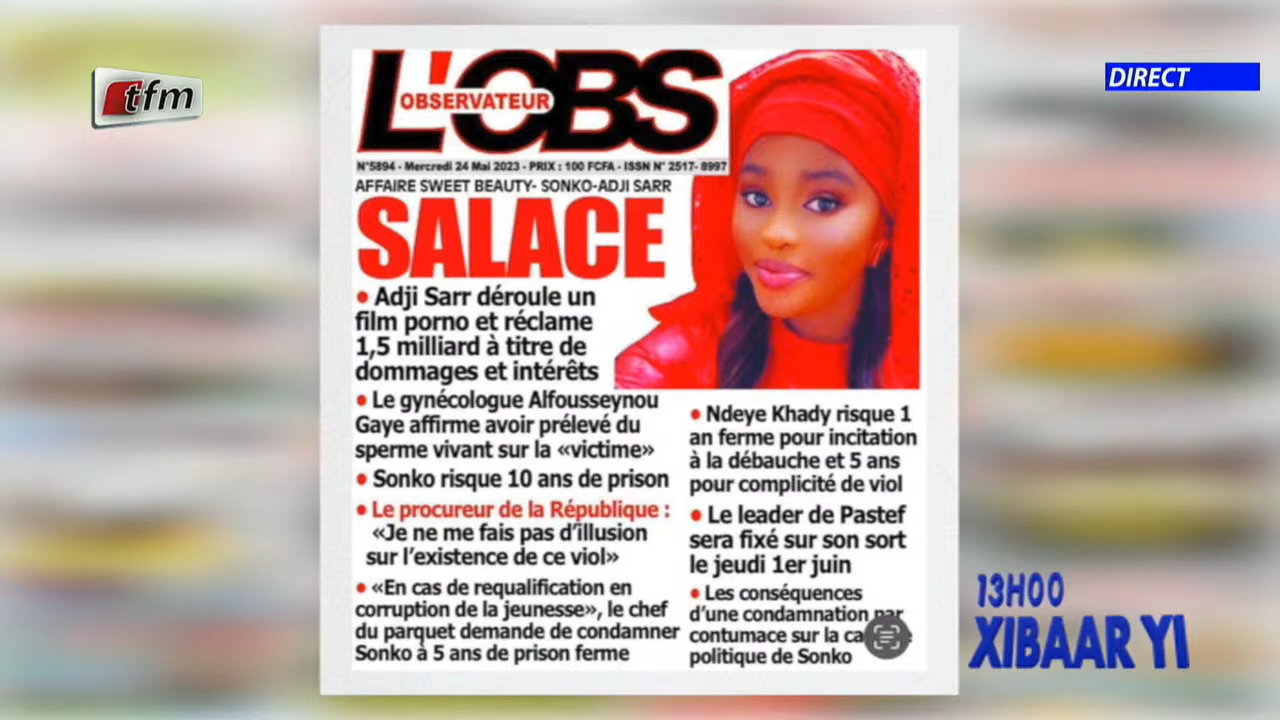 tfm
DIRECT
L'OBS
OBSERVATEUR
N°5894 - Mercredi 24 Mai 2023 - PRIX : 100 FCFA - ISSN N° 2517- 8997
AFFAIRE SWEET BEAUTY- SONKO-ADJI SARR
SALACE
• Adji Sarr déroule un
film porno et réclame
1,5 milliard à titre de
dommages et intérêts
• Le gynécologue Alfousseynou
Gaye affirme avoir prélevé du
sperme vivant sur la «victime»
• Sonko risque 10 ans de prison
• Le procureur de la République :
«Je ne me fais pas d'illusion
sur l'existence de ce viol»
• «En cas de requalification en
corruption de la jeunesse», le chef
du parquet demande de condamner
Sonko à 5 ans de prison ferme
• Ndeye Khady risque 1
an ferme pour incitation
à la débauche et 5 ans
pour complicité de viol
• Le leader de Pastef
sera fixé sur son sort
le jeudi 1er juin
• Les conséquences
d'une condamnation par
contumace sur la
politique de Sonko
13H00
XIBAAR YI